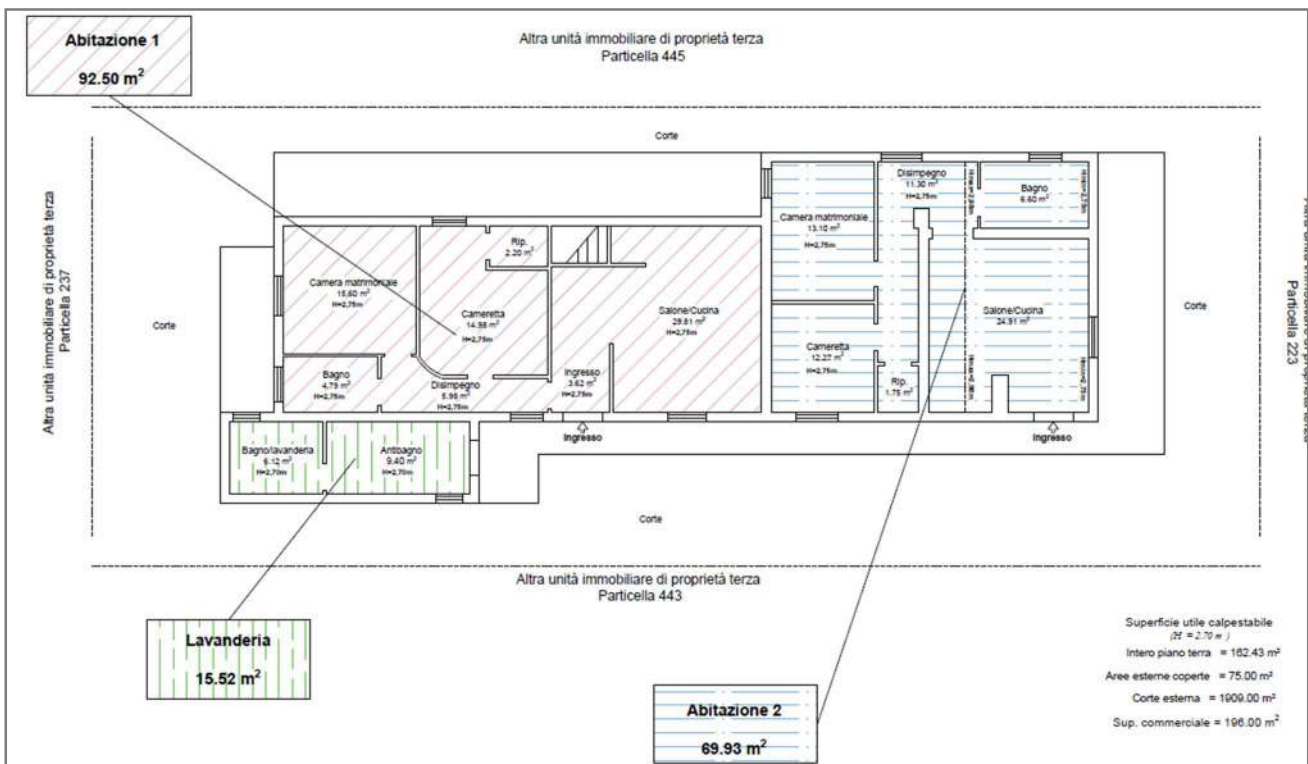 Abitazione 1
92.50 m²
Altra unità immobiliare di proprietà terza
Particella 445
Corte
Altra unità immobiliare di proprietà terza
Particella 237
Corte
Camera matrimoniale
15.60 m²
H=2,75m
Cameretta
14.98 m²
H=2,75m
Rip.
2.20 m²
Salone/Cucina
29.81 m²
H=2,75m
Bagno
4.79 m²
H=2,75m
Disimpegno
5.98 m²
H=2,75m
Ingresso
3.62 m²
H=2,75m
Ingresso
Bagno/lavanderia
6.12 m²
H=2,70m
Antibagno
9.40 m²
H=2,70m
Camera matrimoniale
13.10 m²
H=2,75m
Disimpegno
11.30 m²
H=2,75m
Bagno
6.60 m²
Cameretta
12.27 m²
H=2,75m
Rip.
1.75 m²
Salone/Cucina
24.91 m²
Ingresso
Corte
Particella 223
Corte
Altra unità immobiliare di proprietà terza
Particella 443
Lavanderia
15.52 m²
Abitazione 2
69.93 m²
Superficie utile calpestabile
(H = 2.70 m)
Intero piano terra = 162.43 m²
Aree esterne coperte = 75.00 m²
Corte esterna = 1909.00 m²
Sup. commerciale = 196.00 m²